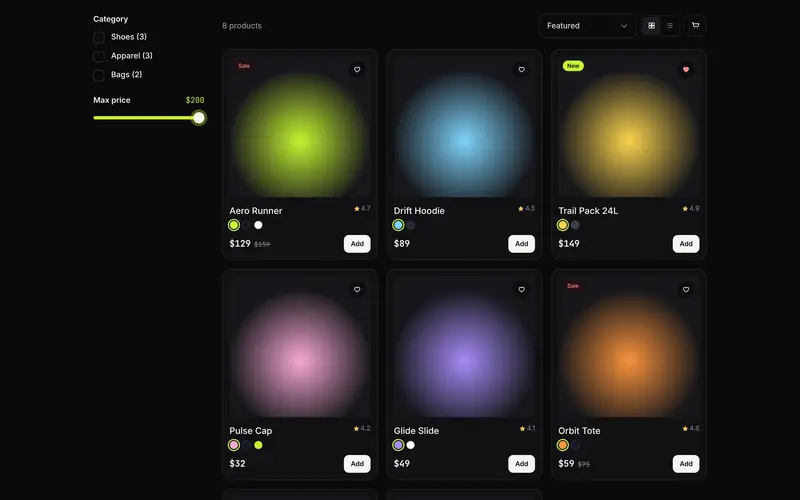 Category
Shoes (3)
Apparel (3)
Bags (2)
Max price $200
8 products
Featured
Sale
Aero Runner 4.7
$129 $159 Add
Drift Hoodie 4.5
$89 Add
New
Trail Pack 24L 4.9
$149 Add
Pulse Cap 4.2
$32 Add
Glide Slide 4.1
$49 Add
Sale
Orbit Tote 4.6
$59 $75 Add